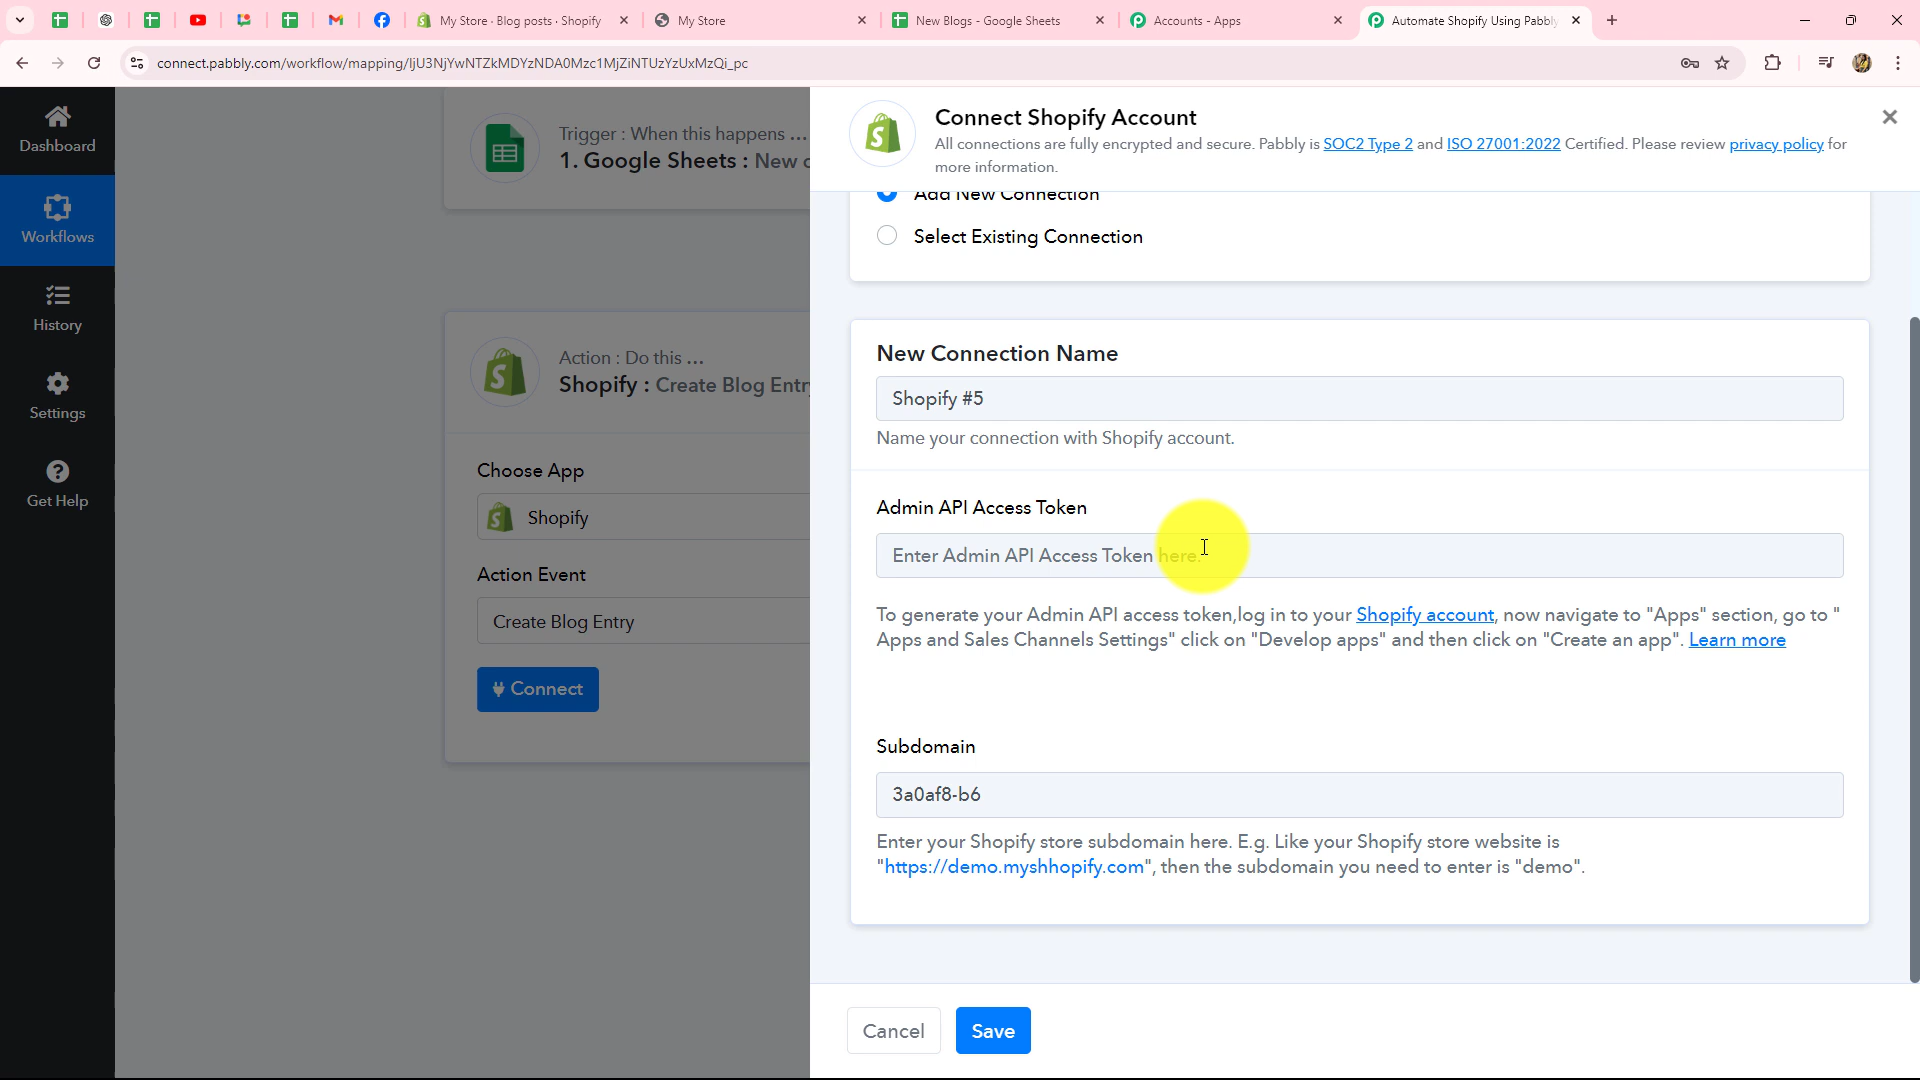 My Store · Blog posts · Shopify
My Store
New Blogs - Google Sheets
Accounts - Apps
Automate Shopify Using Pabbly
connect.pabbly.com/workflow/mapping/IjU3NjYwNTZkMDYzNDA0Mzc1MjZiNTUzYzUxMzQi_pc
Dashboard
Workflows
History
Settings
Get Help
Trigger : When this happens ...
1. Google Sheets : New
Action : Do this ...
Shopify : Create Blog Entry
Choose App
Shopify
Action Event
Create Blog Entry
Connect
Connect Shopify Account
All connections are fully encrypted and secure. Pabbly is SOC2 Type 2 and ISO 27001:2022 Certified. Please review privacy policy for
more information.
Add New Connection
Select Existing Connection
New Connection Name
Shopify #5
Name your connection with Shopify account.
Admin API Access Token
Enter Admin API Access Token here.
To generate your Admin API access token,log in to your Shopify account, now navigate to "Apps" section, go to "
Apps and Sales Channels Settings" click on "Develop apps" and then click on "Create an app". Learn more
Subdomain
3a0af8-b6
Enter your Shopify store subdomain here. E.g. Like your Shopify store website is
"https://demo.myshhopify.com", then the subdomain you need to enter is "demo".
Cancel
Save